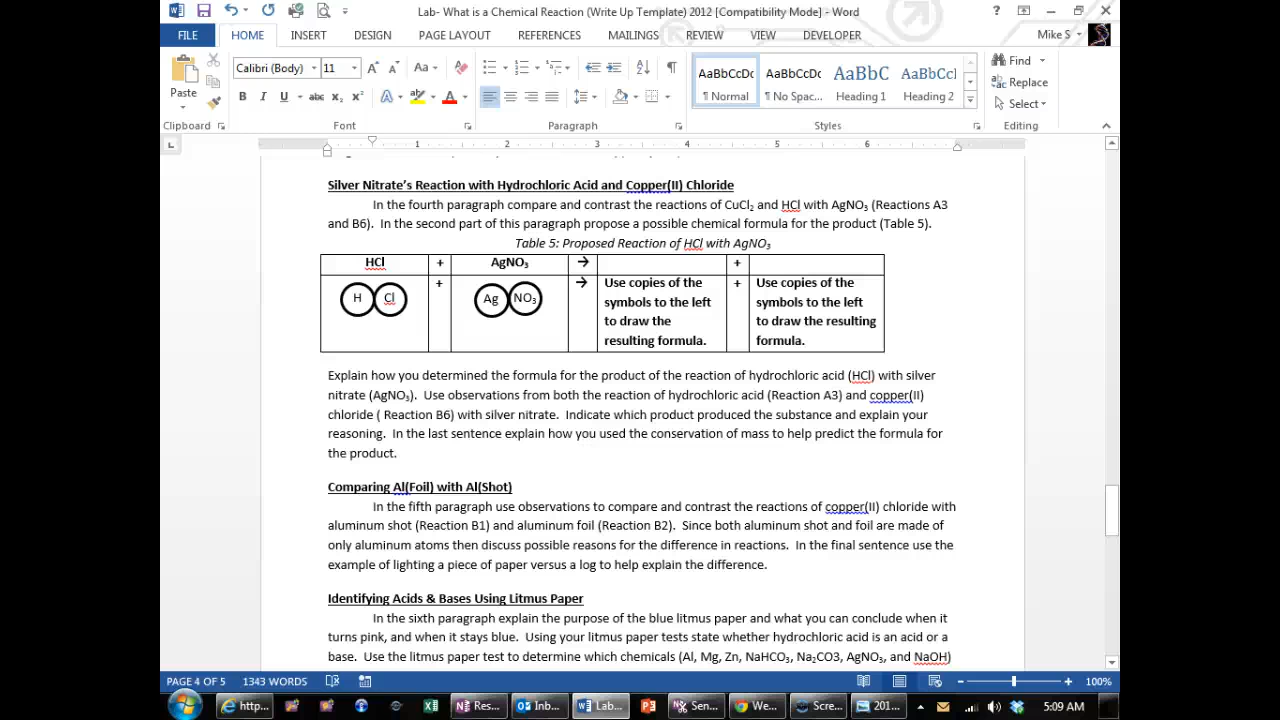 Lab- What is a Chemical Reaction (Write Up Template) 2012 [Compatibility Mode] - Word
FILE HOME INSERT DESIGN PAGE LAYOUT REFERENCES MAILINGS REVIEW VIEW DEVELOPER Mike S
Calibri (Body) 11 Aa AaBbCcDc AaBbCcDc AaBbC AaBbCcl Find
Replace
Paste B I U abc x₂ x² A A ¶ Normal ¶ No Spac... Heading 1 Heading 2 Select
Clipboard Font Paragraph Styles Editing
1 2 3 4 5 6
Silver Nitrate's Reaction with Hydrochloric Acid and Copper(II) Chloride
In the fourth paragraph compare and contrast the reactions of CuCl₂ and HCl with AgNO₃ (Reactions A3
and B6). In the second part of this paragraph propose a possible chemical formula for the product (Table 5).
Table 5: Proposed Reaction of HCl with AgNO₃
HCl + AgNO₃ → +
H Cl + Ag NO₃ → Use copies of the + Use copies of the
symbols to the left symbols to the left
to draw the to draw the resulting
resulting formula. formula.
Explain how you determined the formula for the product of the reaction of hydrochloric acid (HCl) with silver
nitrate (AgNO₃). Use observations from both the reaction of hydrochloric acid (Reaction A3) and copper(II)
chloride ( Reaction B6) with silver nitrate. Indicate which product produced the substance and explain your
reasoning. In the last sentence explain how you used the conservation of mass to help predict the formula for
the product.
Comparing Al(Foil) with Al(Shot)
In the fifth paragraph use observations to compare and contrast the reactions of copper(II) chloride with
aluminum shot (Reaction B1) and aluminum foil (Reaction B2). Since both aluminum shot and foil are made of
only aluminum atoms then discuss possible reasons for the difference in reactions. In the final sentence use the
example of lighting a piece of paper versus a log to help explain the difference.
Identifying Acids & Bases Using Litmus Paper
In the sixth paragraph explain the purpose of the blue litmus paper and what you can conclude when it
turns pink, and when it stays blue. Using your litmus paper tests state whether hydrochloric acid is an acid or a
base. Use the litmus paper test to determine which chemicals (Al, Mg, Zn, NaHCO₃, Na₂CO3, AgNO₃, and NaOH)
PAGE 4 OF 5 1343 WORDS 100%
http... Res... Inb... Lab... Sen... We... Scre... 201... 5:09 AM